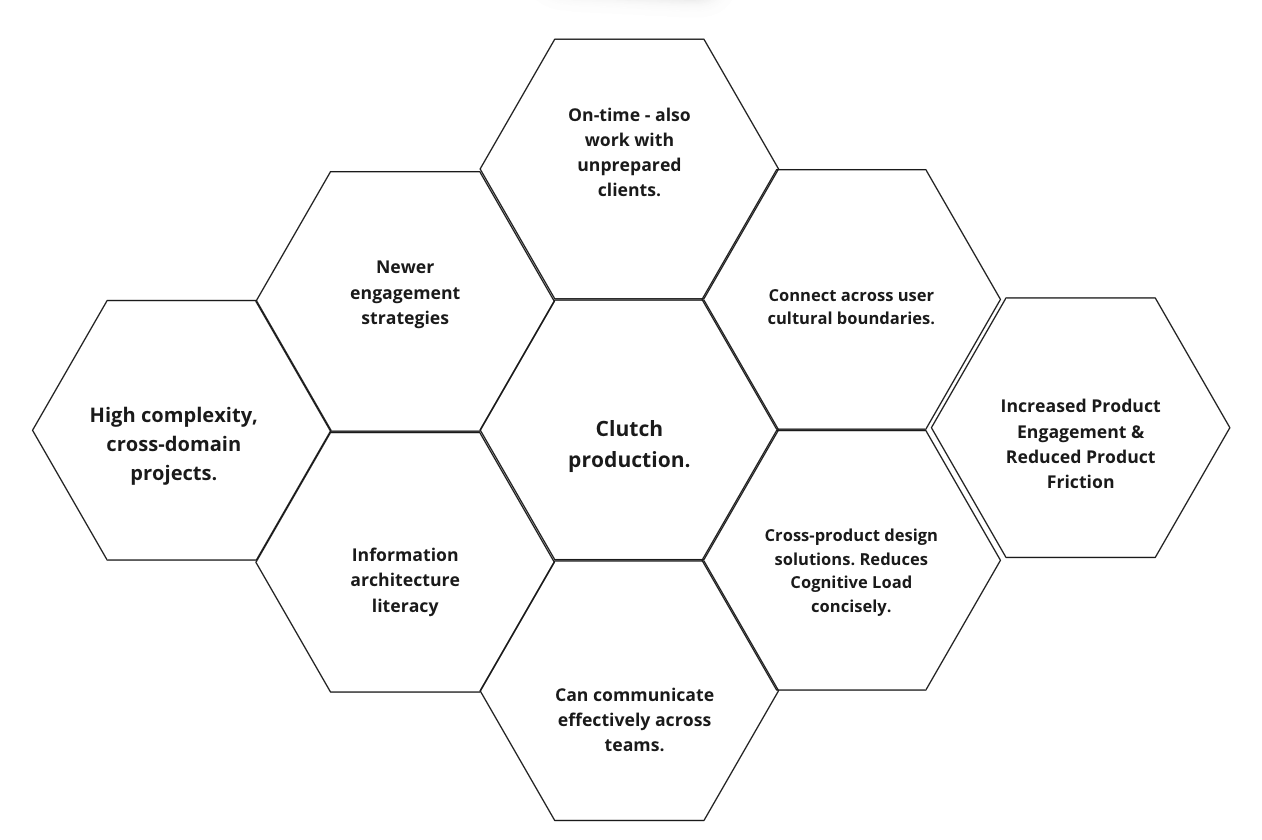 On-time - also
work with
unprepared
clients.
Newer
engagement
strategies
Connect across user
cultural boundaries.
High complexity,
cross-domain
projects.
Clutch
production.
Increased Product
Engagement &
Reduced Product
Friction
Information
architecture
literacy
Cross-product design
solutions. Reduces
Cognitive Load
concisely.
Can communicate
effectively across
teams.